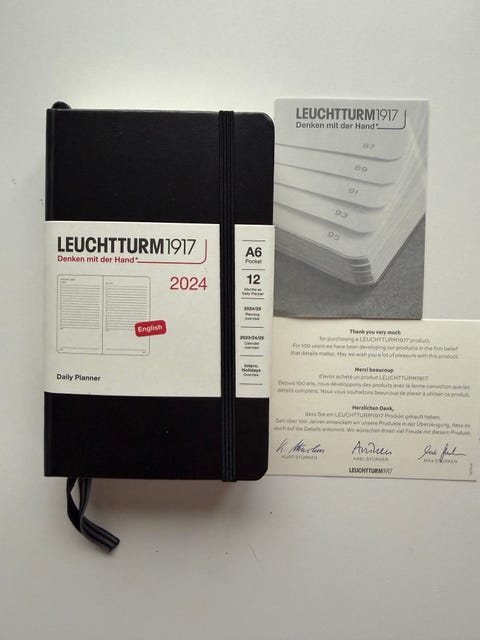 LEUCHTTURM1917
Denken mit der Hand®
2024
English
Daily Planner
A6
Pocket
12
Months as
Daily Planner
2024/25
Planning
overview
2023/24/25
Calendar
overview
Intern.
Holidays
Overview
LEUCHTTURM1917
Denken mit der Hand®
87
89
91
93
95
Thank you very much
for purchasing a LEUCHTTURM1917 product.
For 100 years we have been developing our products in the firm belief
that details matter. May we wish you a lot of pleasure with this product.
Merci beaucoup
d'avoir acheté un produit LEUCHTTURM1917.
Depuis 100 ans, nous développons des produits avec la ferme conviction que les
détails comptent. Nous vous souhaitons beaucoup de plaisir à utiliser ce produit.
Herzlichen Dank,
dass Sie ein LEUCHTTURM1917 Produkt gekauft haben.
Seit über 100 Jahren entwickeln wir unsere Produkte in der Überzeugung, dass es
auch auf die Details ankommt. Wir wünschen Ihnen viel Freude mit diesem Produkt.
KURT STÜRKEN
AXEL STÜRKEN
MAX STÜRKEN
LEUCHTTURM1917